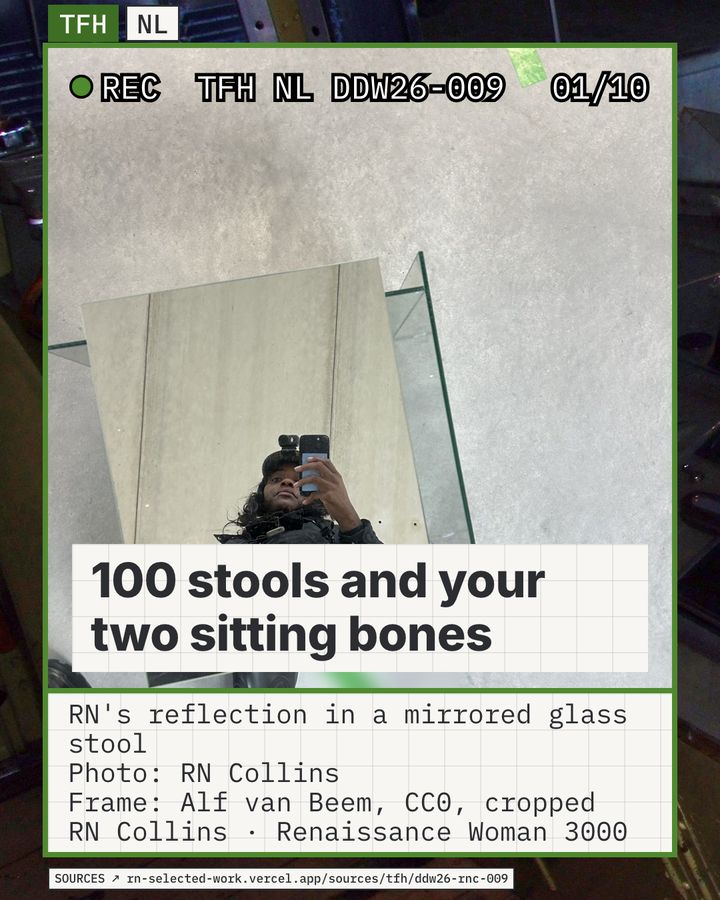 TFH NL
REC TFH NL DDW26-009 01/10
100 stools and your
two sitting bones
RN's reflection in a mirrored glass
stool
Photo: RN Collins
Frame: Alf van Beem, CC0, cropped
RN Collins · Renaissance Woman 3000
SOURCES ↗ rn-selected-work.vercel.app/sources/tfh/ddw26-rnc-009